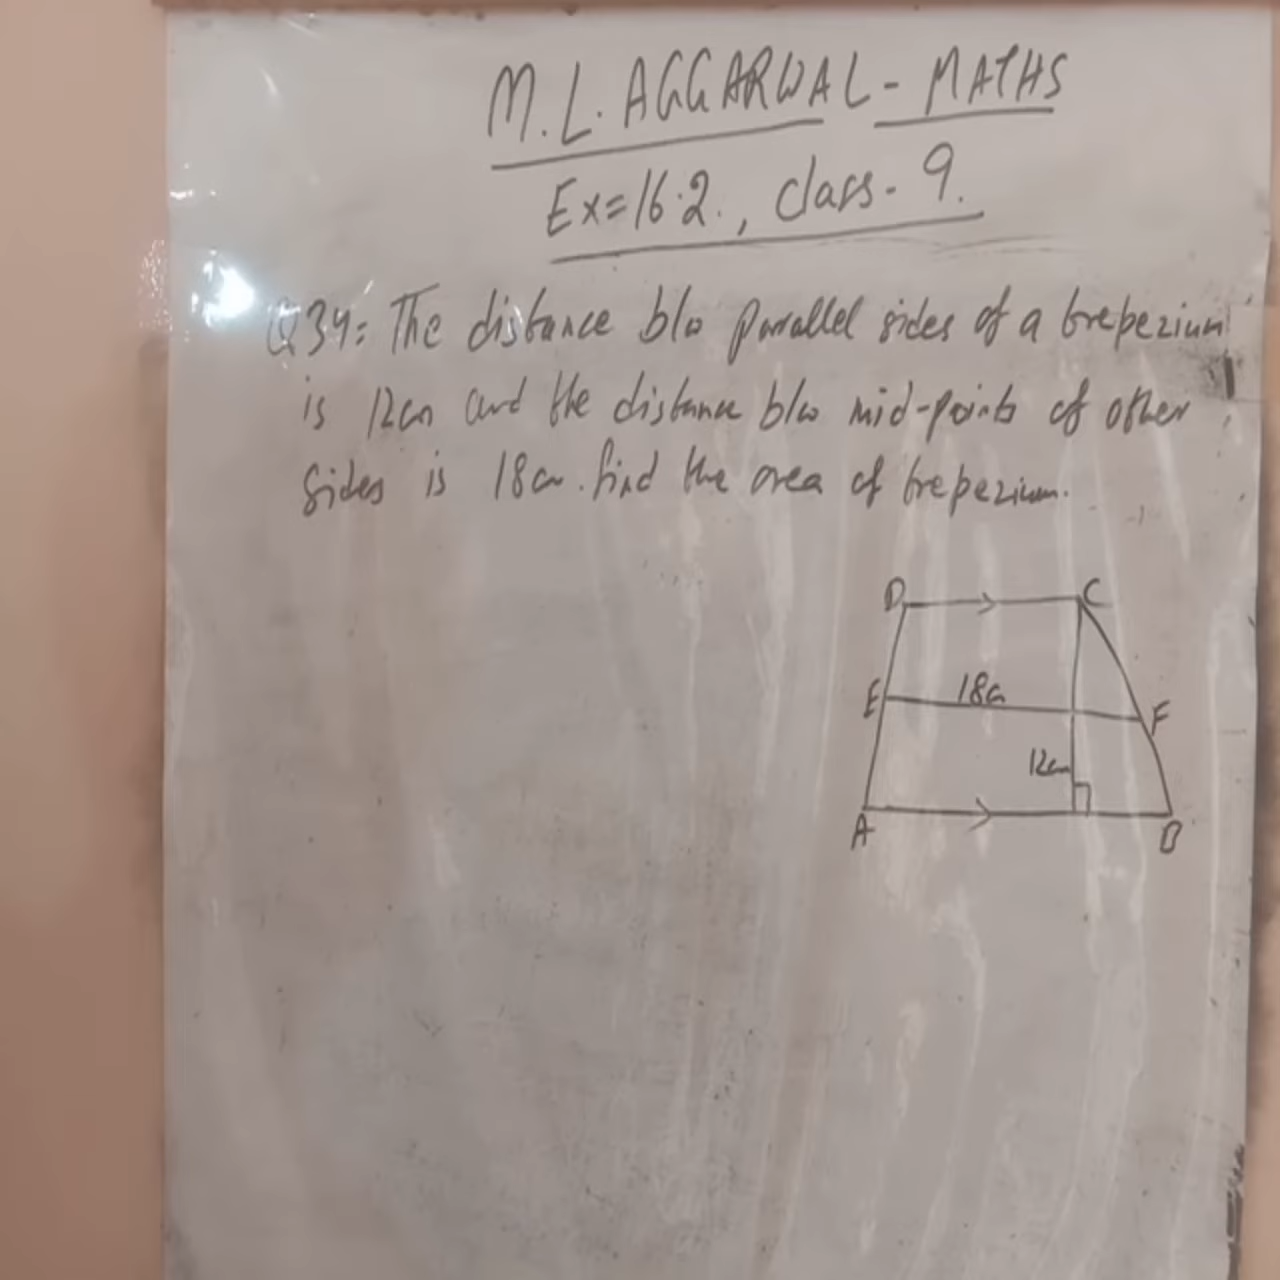 M.L. AGGARWAL - MATHS
Ex=16.2., class- 9.
Q34: The distance b/w parallel sides of a trepezium
is 12cm and the distance b/w mid-points of other
sides is 18cm. find the area of trepezium.
D C
E 18cm F
12cm
A B